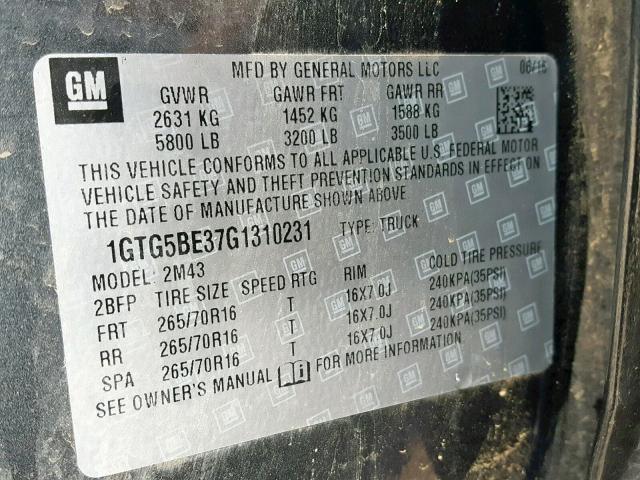 GM
MFD BY GENERAL MOTORS LLC 06/16
GVWR GAWR FRT GAWR RR
2631 KG 1452 KG 1588 KG
5800 LB 3200 LB 3500 LB
THIS VEHICLE CONFORMS TO ALL APPLICABLE U.S. FEDERAL MOTOR
VEHICLE SAFETY AND THEFT PREVENTION STANDARDS IN EFFECT ON
THE DATE OF MANUFACTURE SHOWN ABOVE
1GTG5BE37G1310231 TYPE: TRUCK
MODEL: 2M43
2BFP TIRE SIZE SPEED RTG RIM COLD TIRE PRESSURE
FRT 265/70R16 T 16X7.0J 240KPA(35PSI)
RR 265/70R16 T 16X7.0J 240KPA(35PSI)
SPA 265/70R16 T 16X7.0J 240KPA(35PSI)
SEE OWNER'S MANUAL i FOR MORE INFORMATION